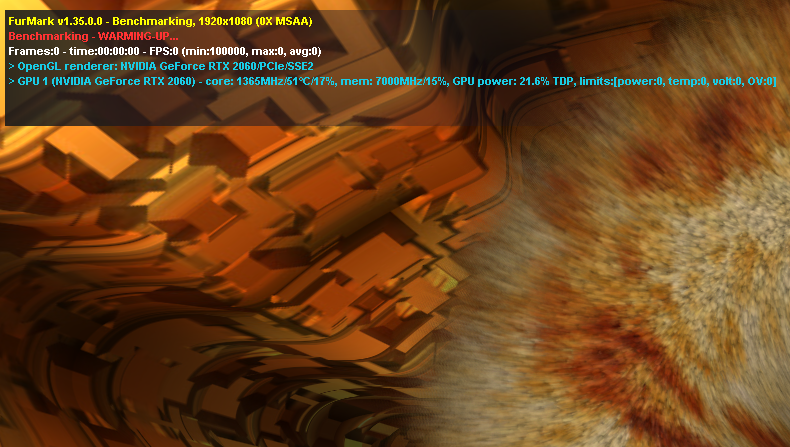 FurMark v1.35.0.0 - Benchmarking, 1920x1080 (0X MSAA)
Benchmarking - WARMING-UP...
Frames:0 - time:00:00:00 - FPS:0 (min:100000, max:0, avg:0)
> OpenGL renderer: NVIDIA GeForce RTX 2060/PCIe/SSE2
> GPU 1 (NVIDIA GeForce RTX 2060) - core: 1365MHz/51°C/17%, mem: 7000MHz/15%, GPU power: 21.6% TDP, limits:[power:0, temp:0, volt:0, OV:0]